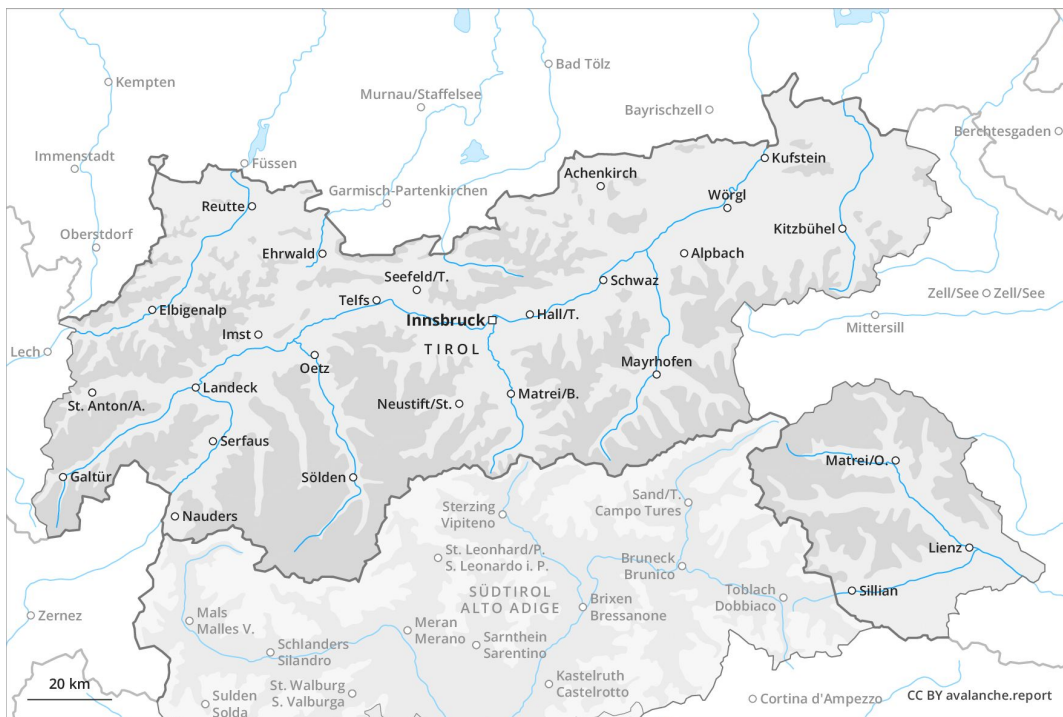 Kempten
Bad Tölz
Murnau/Staffelsee
Bayrischzell
Berchtesgaden
Immenstadt
Füssen
Kufstein
Achenkirch
Garmisch-Partenkirchen
Wörgl
Reutte
Kitzbühel
Oberstdorf
Ehrwald
Alpbach
Seefeld/T.
Schwaz
Zell/See
Zell/See
Telfs
Elbigenalp
Innsbruck
Hall/T.
Mittersill
Imst
TIROL
Lech
Oetz
Mayrhofen
Landeck
St. Anton/A.
Neustift/St.
Matrei/B.
Serfaus
Matrei/O.
Galtür
Sölden
Sterzing
Vipiteno
Sand/T.
Campo Tures
Nauders
Lienz
St. Leonhard/P.
S. Leonardo i. P.
Bruneck
Brunico
SÜDTIROL
ALTO ADIGE
Sillian
Toblach
Dobbiaco
Brixen
Bressanone
Zernez
Mals
Malles V.
Meran
Merano
Sarnthein
Sarentino
Schlanders
Silandro
Kastelruth
Castelrotto
20 km
St. Walburg
S. Valburga
Sulden
Solda
Cortina d'Ampezzo
CC BY avalanche.report